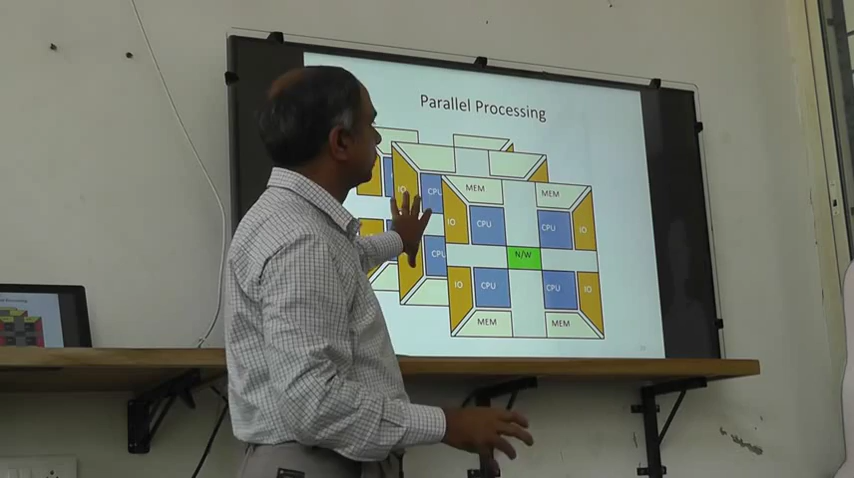 Parallel Processing
MEM
MEM
IO
CPU
IO
CPU
CPU
IO
N/W
CPU
IO
CPU
CPU
IO
MEM
MEM